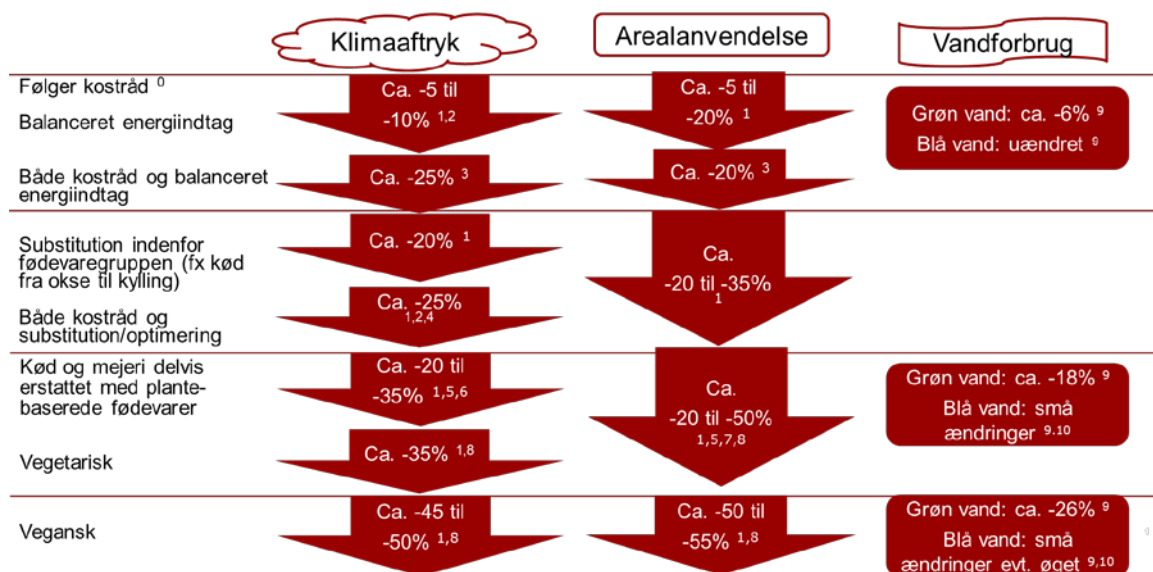 Klimaaftryk
Arealanvendelse
Vandforbrug
Følger kostråd 0
Balanceret energiindtag
Ca. -5 til
-10% 1,2
Ca. -5 til
-20% 1
Grøn vand: ca. -6% 9
Blå vand: uændret 9
Både kostråd og balanceret
energiindtag
Ca. -25% 3
Ca. -20% 3
Substitution indenfor
fødevaregruppen (fx kød
fra okse til kylling)
Ca. -20% 1
Ca.
-20 til -35%
1
Både kostråd og
substitution/optimering
Ca. -25%
1,2,4
Kød og mejeri delvis
erstattet med plante-
baserede fødevarer
Ca. -20 til
-35% 1,5,6
Ca.
-20 til -50%
1,5,7,8
Grøn vand: ca. -18% 9
Blå vand: små
ændringer 9.10
Vegetarisk
Ca. -35% 1,8
Vegansk
Ca. -45 til
-50% 1,8
Ca. -50 til
-55% 1,8
Grøn vand: ca. -26% 9
Blå vand: små
ændringer evt. øget 9,10
9